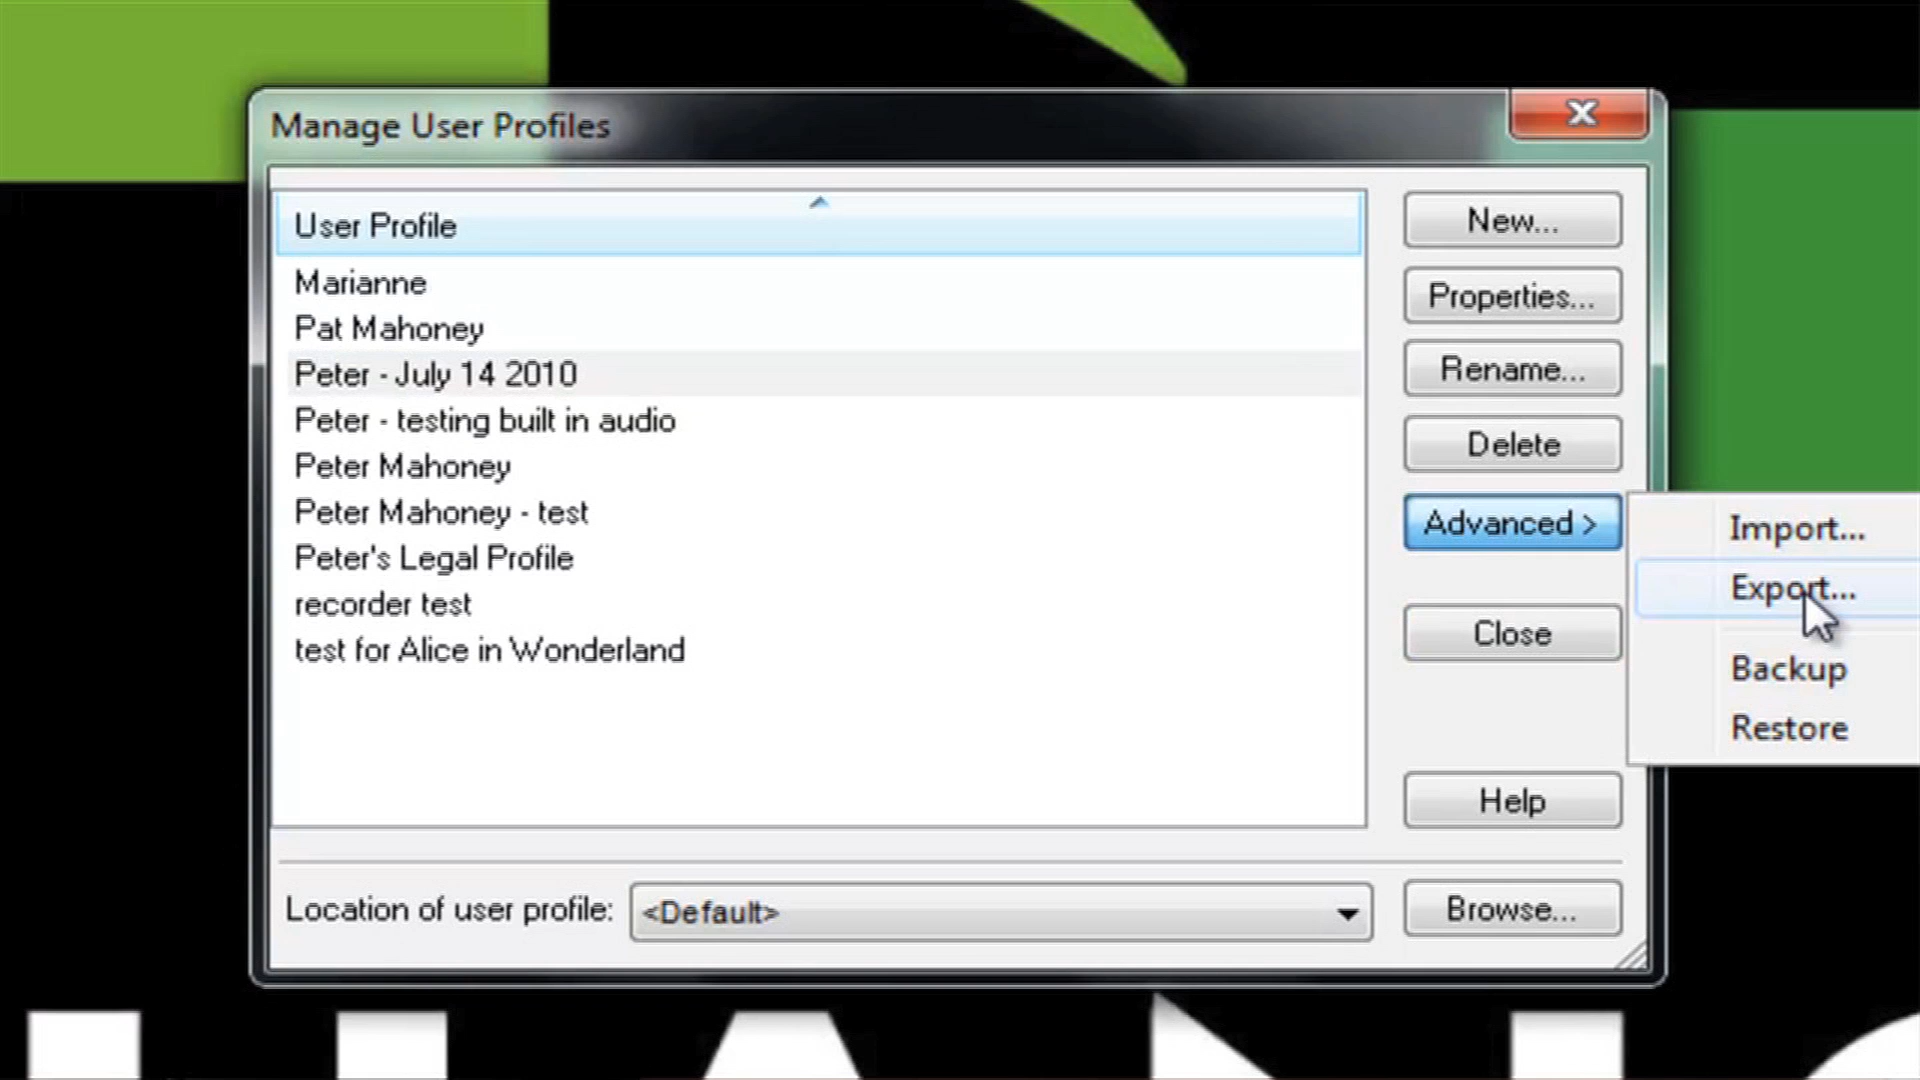 Manage User Profiles
User Profile
Marianne
Pat Mahoney
Peter - July 14 2010
Peter - testing built in audio
Peter Mahoney
Peter Mahoney - test
Peter's Legal Profile
recorder test
test for Alice in Wonderland
New...
Properties...
Rename...
Delete
Advanced >
Import...
Export...
Backup
Restore
Close
Help
Location of user profile: <Default>
Browse...